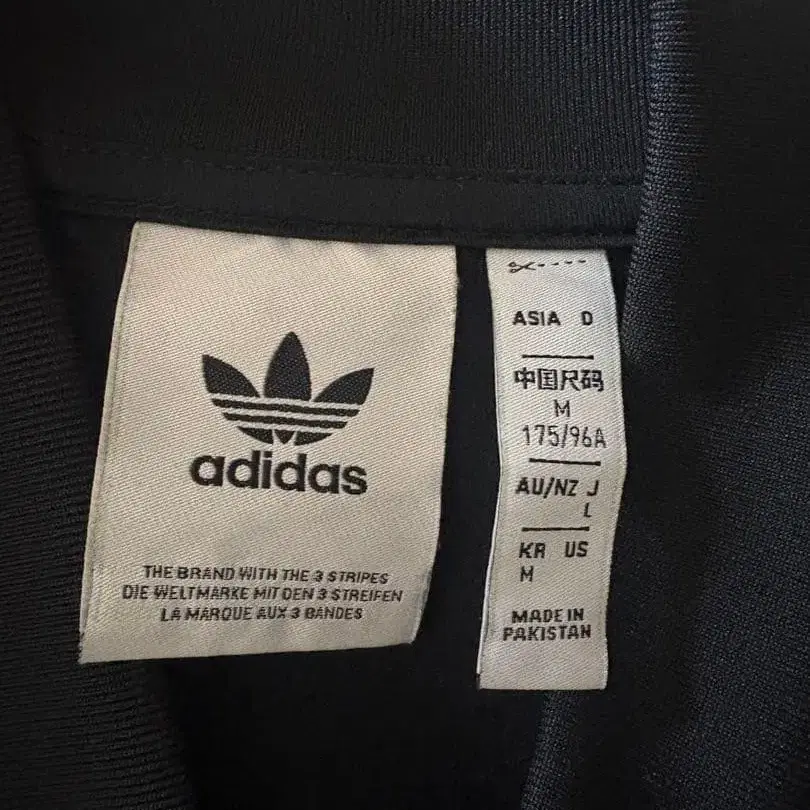 adidas
THE BRAND WITH THE 3 STRIPES
DIE WELTMARKE MIT DEN 3 STREIFEN
LA MARQUE AUX 3 BANDES
ASIA D
中国尺码
M
175/96A
AU/NZ J
L
KR US
M
MADE IN
PAKISTAN